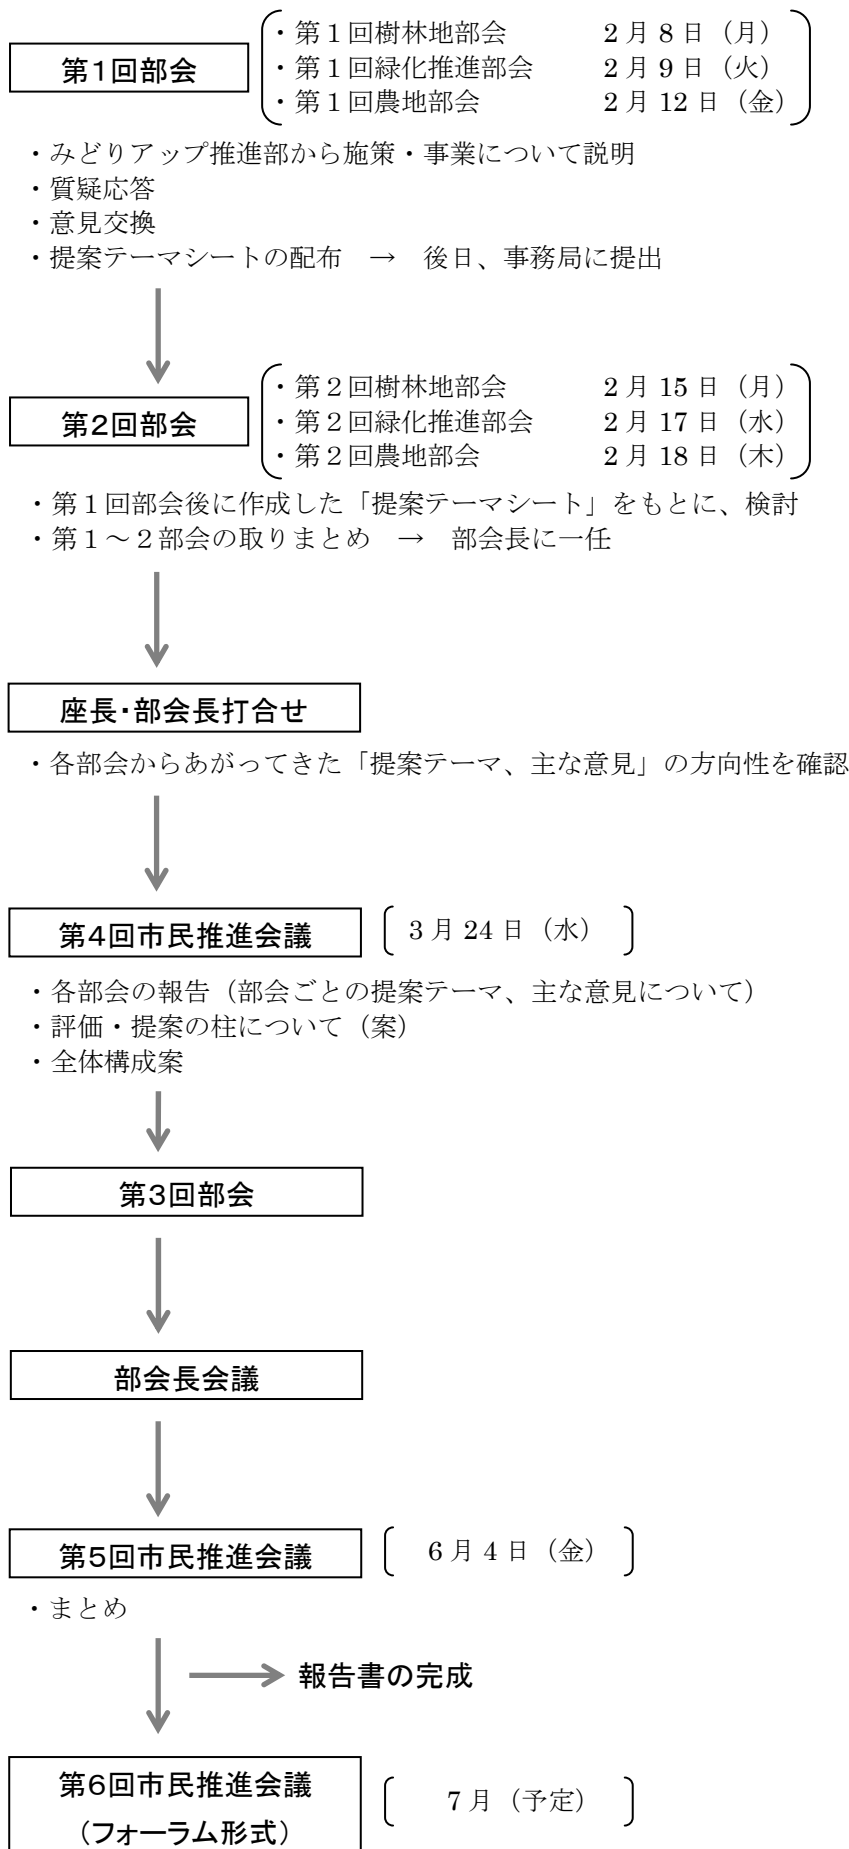 ・第１回樹林地部会 2月 8日（月）
第1回部会 ・第１回緑化推進部会 2月 9日（火）
・第１回農地部会 2月 12日（金）
・みどりアップ推進部から施策・事業について説明
・質疑応答
・意見交換
・提案テーマシートの配布 → 後日、事務局に提出
・第２回樹林地部会 2月 15日（月）
第2回部会 ・第２回緑化推進部会 2月 17日（水）
・第２回農地部会 2月 18日（木）
・第１回部会後に作成した「提案テーマシート」をもとに、検討
・第１～２部会の取りまとめ → 部会長に一任
座長・部会長打合せ
・各部会からあがってきた「提案テーマ、主な意見」の方向性を確認
第4回市民推進会議 3月 24日（水）
・各部会の報告（部会ごとの提案テーマ、主な意見について）
・評価・提案の柱について（案）
・全体構成案
第3回部会
部会長会議
第5回市民推進会議 6月 4日（金）
・まとめ
報告書の完成
第6回市民推進会議
（フォーラム形式） 7月（予定）